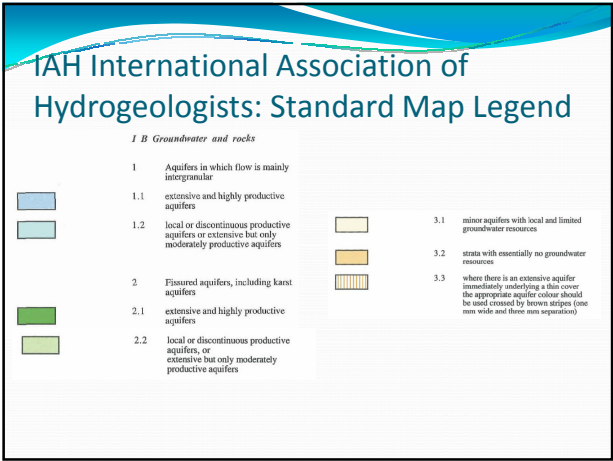 IAH International Association of
Hydrogeologists: Standard Map Legend
I B Groundwater and rocks
1 Aquifers in which flow is mainly
intergranular
1.1 extensive and highly productive
aquifers
1.2 local or discontinuous productive
aquifers or extensive but only
moderately productive aquifers
2 Fissured aquifers, including karst
aquifers
2.1 extensive and highly productive
aquifers
2.2 local or discontinuous productive
aquifers, or
extensive but only moderately
productive aquifers
3.1 minor aquifers with local and limited
groundwater resources
3.2 strata with essentially no groundwater
resources
3.3 where there is an extensive aquifer
immediately underlying a thin cover
the appropriate aquifer colour should
be used crossed by brown stripes (one
mm wide and three mm separation)